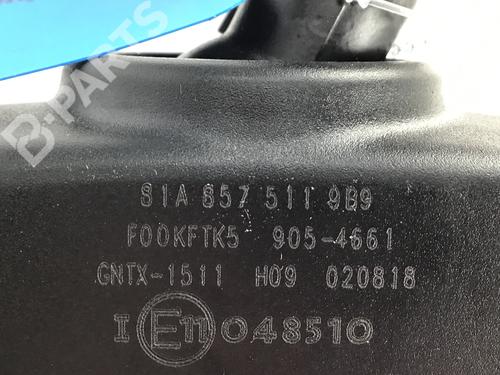 B-PARTS
81A 857 511 9B9
F00KFTK5 905-4661
GNTX-1511 H09 020818
I E11 048510